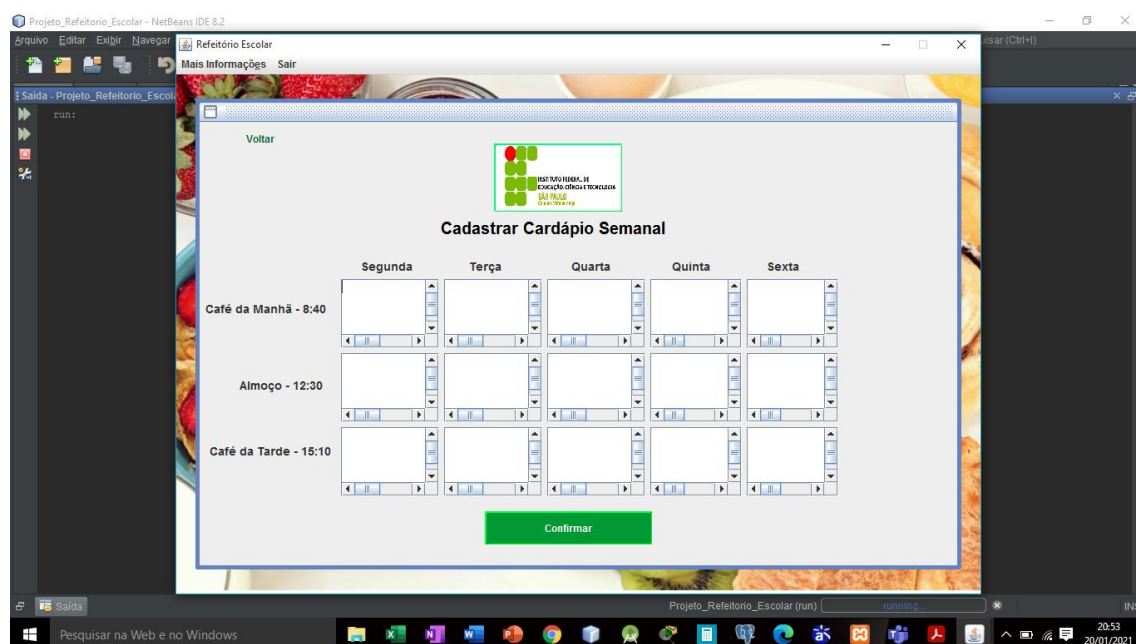 Projeto_Refeitorio_Escolar - NetBeans IDE 8.2
Arquivo Editar Exibir Navegar
uisar (Ctrl+I)
Refeitório Escolar
Mais Informações Sair
Saída - Projeto_Refeitorio_Escol
run:
Voltar
INSTITUTO FEDERAL DE
EDUCAÇÃO, CIÊNCIA E TECNOLOGIA
SÃO PAULO
Cadastrar Cardápio Semanal
Segunda Terça Quarta Quinta Sexta
Café da Manhã - 8:40
Almoço - 12:30
Café da Tarde - 15:10
Confirmar
Saída
Projeto_Refeitorio_Escolar (run) running...
INS
Pesquisar na Web e no Windows
20:53
20/01/2021